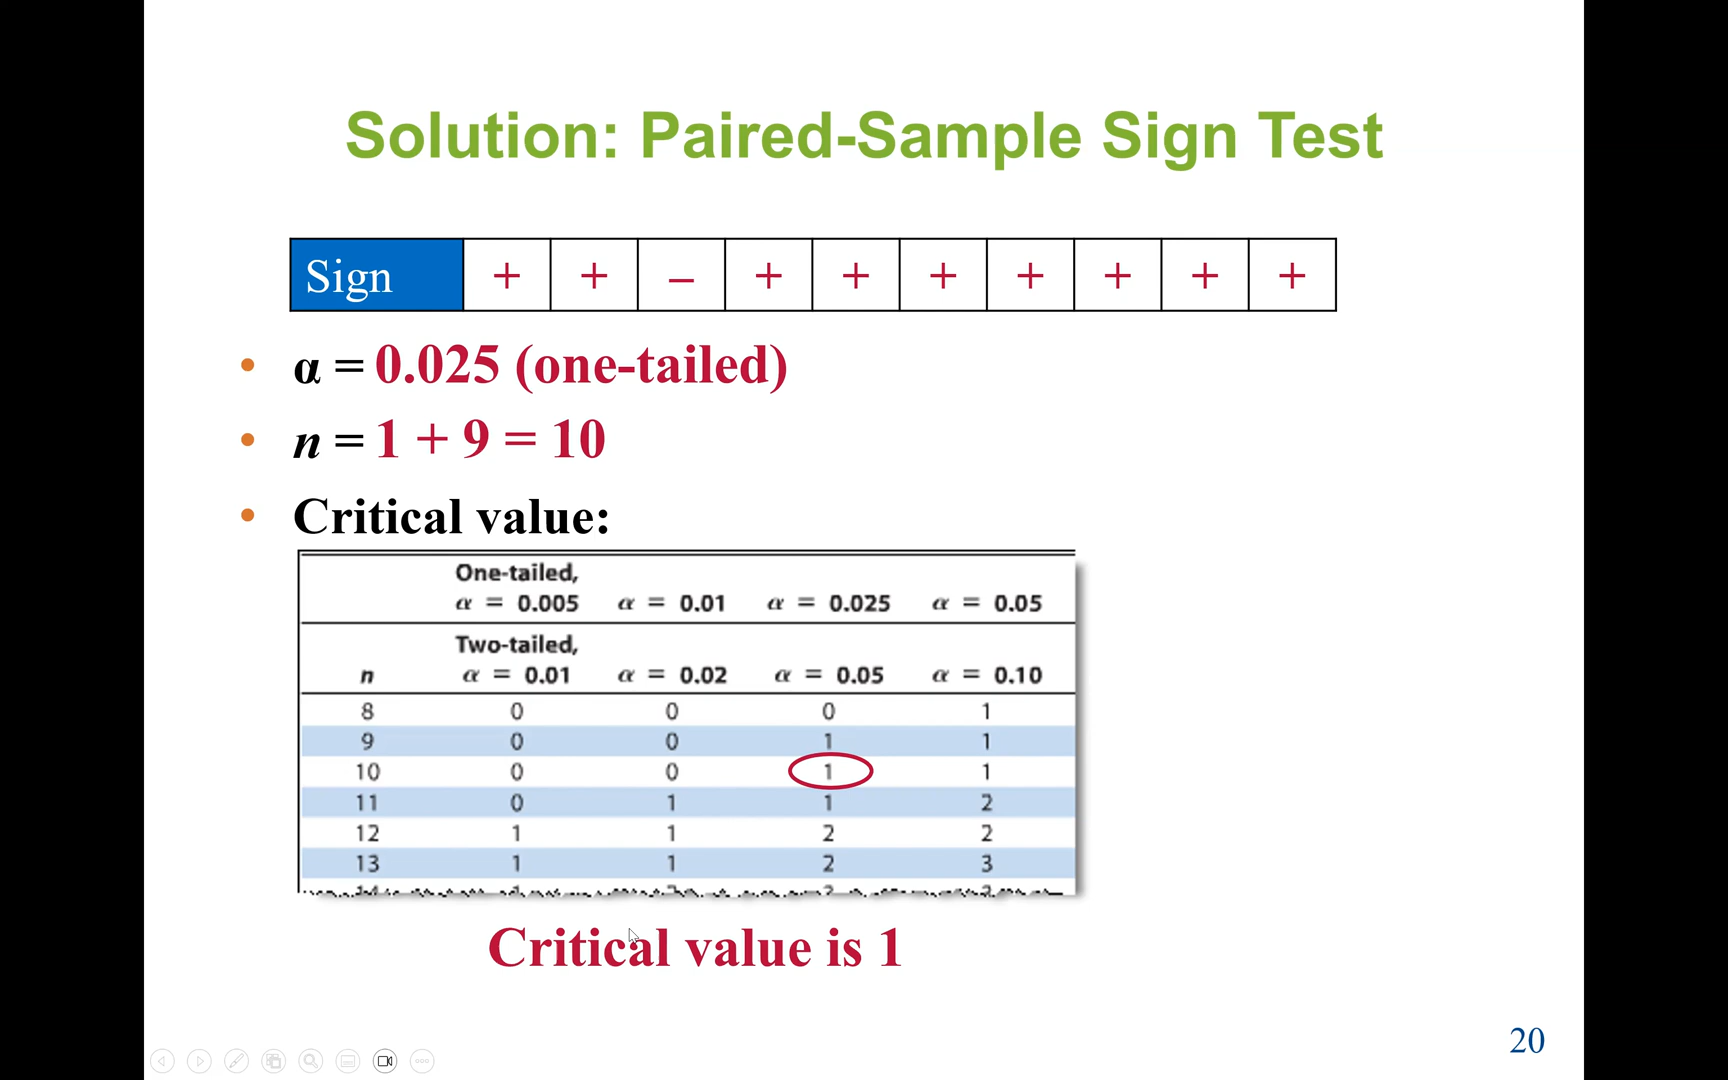 Solution: Paired-Sample Sign Test
Sign + + – + + + + + + +
• α = 0.025 (one-tailed)
• n = 1 + 9 = 10
• Critical value:
One-tailed,
α = 0.005 α = 0.01 α = 0.025 α = 0.05
Two-tailed,
n α = 0.01 α = 0.02 α = 0.05 α = 0.10
8 0 0 0 1
9 0 0 1 1
10 0 0 1 1
11 0 1 1 2
12 1 1 2 2
13 1 1 2 3
Critical value is 1
20